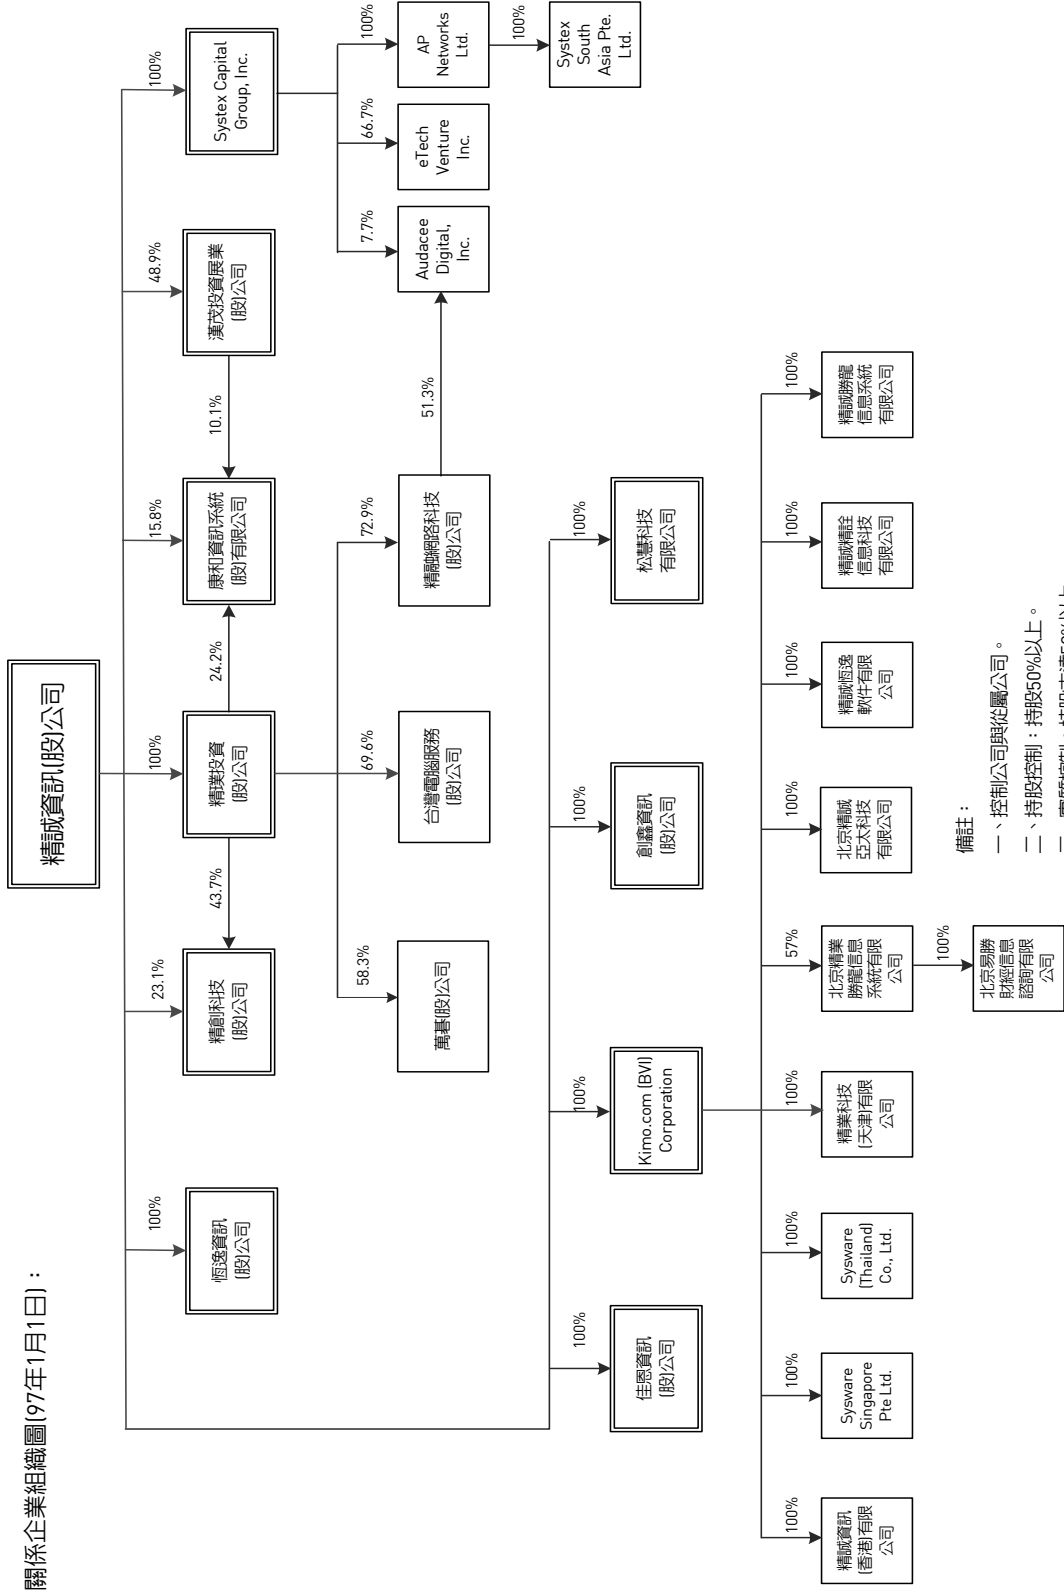 關係企業組織圖(97年1月1日)：
精誠資訊(股)公司
100%
23.1%
100%
15.8%
48.9%
100%
恆逸資訊
(股)公司
精創科技
(股)公司
43.7%
精璞投資
(股)公司
24.2%
康和資訊系統
(股)有限公司
10.1%
漢茂投資展業
(股)公司
Systex Capital
Group, Inc.
58.3%
69.6%
72.9%
7.7%
66.7%
100%
萬碁(股)公司
台灣電腦服務
(股)公司
精融網路科技
(股)公司
51.3%
Audacee
Digital,
Inc.
eTech
Venture
Inc.
AP
Networks
Ltd.
100%
Systex
South
Asia Pte.
Ltd.
100%
100%
100%
100%
佳恩資訊
(股)公司
Kimo.com (BVI)
Corporation
創鑫資訊
(股)公司
松慧科技
有限公司
100%
100%
100%
100%
57%
100%
100%
100%
100%
精誠資訊
(香港)有限
公司
Sysware
Singapore
Pte Ltd.
Sysware
(Thailand)
Co., Ltd.
精業科技
(天津)有限
公司
北京精業
勝龍信息
系統有限
公司
北京精誠
亞太科技
有限公司
精誠恆逸
軟件有限
公司
精誠精詮
信息科技
有限公司
精誠勝龍
信息系統
有限公司
100%
北京易勝
財經信息
諮詢有限
公司
備註：
一、控制公司與從屬公司。
二、持股控制：持股50%以上。